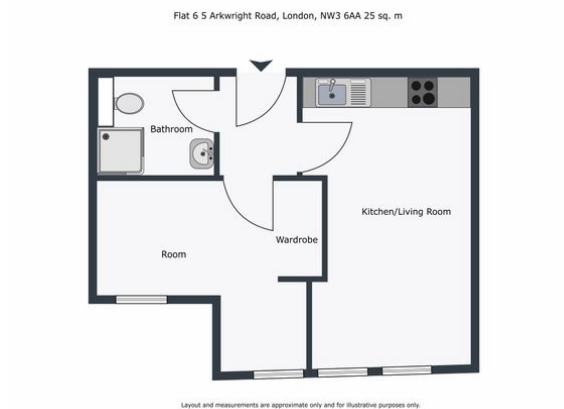 Flat 6 5 Arkwright Road, London, NW3 6AA 25 sq. m
Bathroom
Kitchen/Living Room
Wardrobe
Room
Layout and measurements are approximate only and for illustrative purposes only.